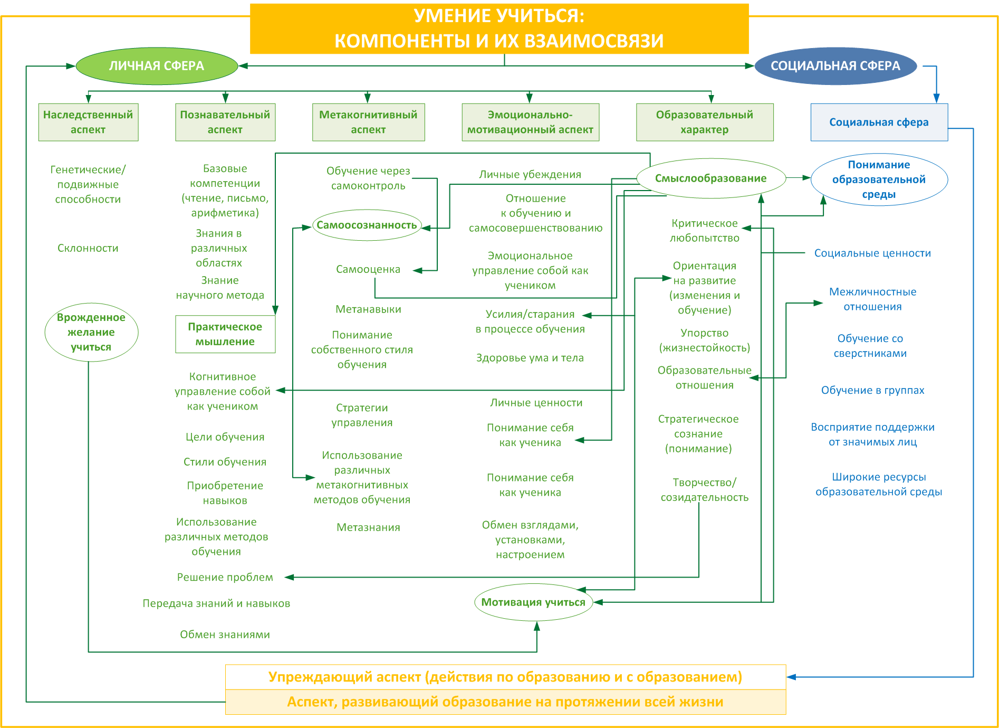 УМЕНИЕ УЧИТЬСЯ:
КОМПОНЕНТЫ И ИХ ВЗАИМОСВЯЗИ
ЛИЧНАЯ СФЕРА
СОЦИАЛЬНАЯ СФЕРА
Наследственный
аспект
Генетические/
подвижные
способности
Склонности
Врожденное
желание
учиться
Познавательный
аспект
Базовые
компетенции
(чтение, письмо,
арифметика)
Знания в
различных
областях
Знание
научного метода
Практическое
мышление
Когнитивное
управление собой
как учеником
Цели обучения
Стили обучения
Приобретение
навыков
Использование
различных методов
обучения
Решение проблем
Передача знаний и навыков
Обмен знаниями
Метакогнитивный
аспект
Обучение через
самоконтроль
Самоосознанность
Самооценка
Метанавыки
Понимание
собственного стиля
обучения
Стратегии
управления
Использование
различных
метакогнитивных
методов обучения
Метазнания
Эмоционально-
мотивационный аспект
Личные убеждения
Отношение
к обучению и
самосовершенствованию
Эмоциональное
управление собой как
учеником
Усилия/старания
в процессе обучения
Здоровье ума и тела
Личные ценности
Понимание себя
как ученика
Понимание себя
как ученика
Обмен взглядами,
установками,
настроением
Мотивация учиться
Образовательный
характер
Смыслообразование
Критическое
любопытство
Ориентация
на развитие
(изменения и
обучение)
Упорство
(жизнестойкость)
Образовательные
отношения
Стратегическое
сознание
(понимание)
Творчество/
созидательность
Социальная сфера
Понимание
образовательной
среды
Социальные ценности
Межличностные
отношения
Обучение со
сверстниками
Обучение в группах
Восприятие поддержки
от значимых лиц
Широкие ресурсы
образовательной среды
Упреждающий аспект (действия по образованию и с образованием)
Аспект, развивающий образование на протяжении всей жизни